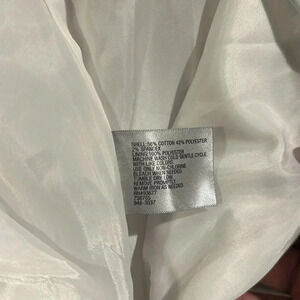 SHELL: 56% COTTON 42% POLYESTER
2% SPANDEX
LINING: 100% POLYESTER
MACHINE WASH COLD GENTLE CYCLE
WITH LIKE COLORS
USE ONLY NON-CHLORINE
BLEACH WHEN NEEDED
TUMBLE DRY LOW
REMOVE PROMPTLY
WARM IRON AS NEEDED